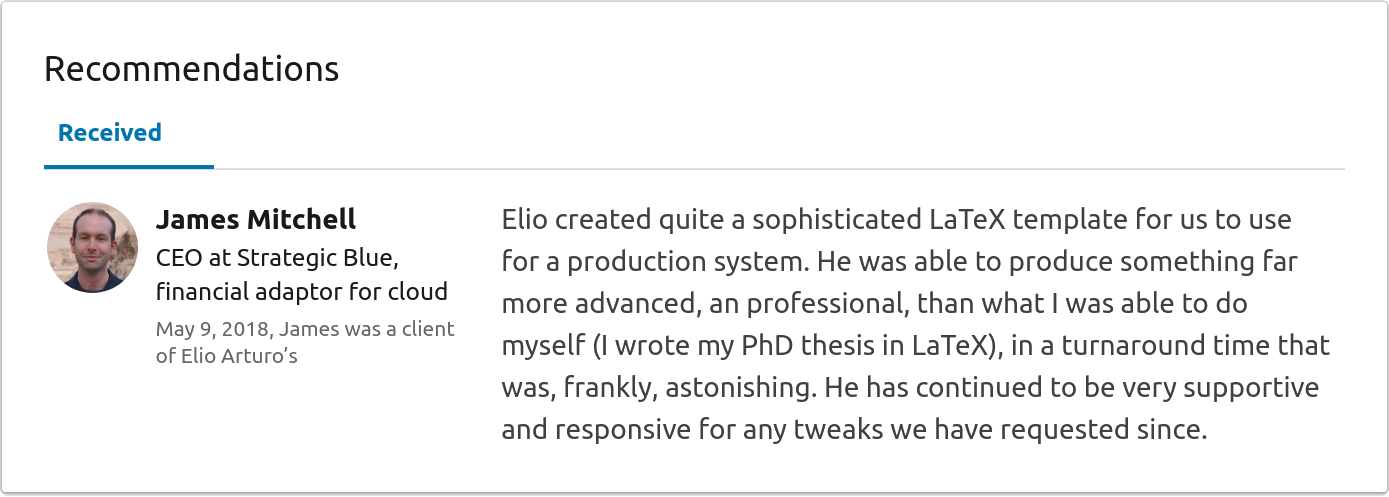 Recommendations
Received
James Mitchell
CEO at Strategic Blue,
financial adaptor for cloud
May 9, 2018, James was a client
of Elio Arturo’s
Elio created quite a sophisticated LaTeX template for us to use
for a production system. He was able to produce something far
more advanced, an professional, than what I was able to do
myself (I wrote my PhD thesis in LaTeX), in a turnaround time that
was, frankly, astonishing. He has continued to be very supportive
and responsive for any tweaks we have requested since.